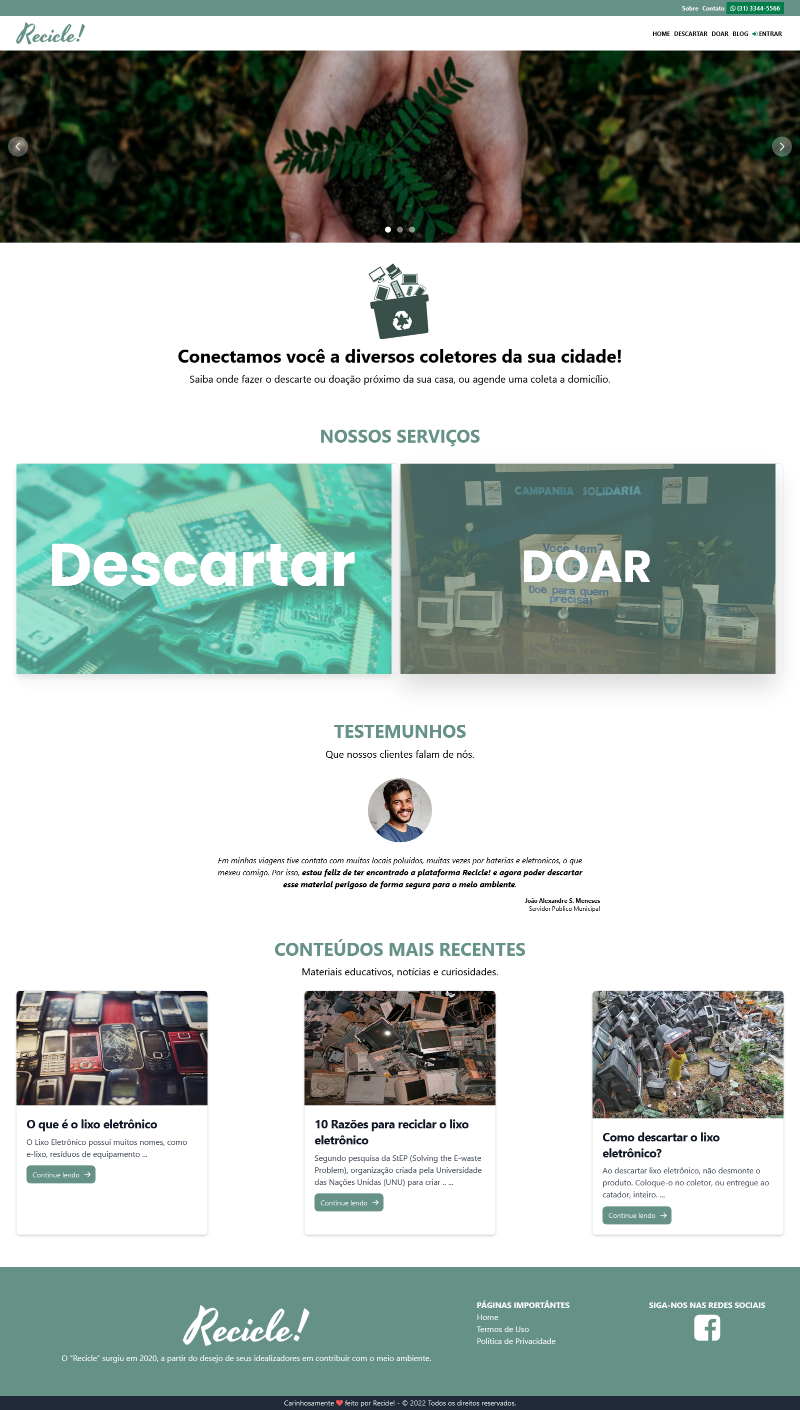 Sobre Contato (31) 3344-5566
Recicle!
HOME DESCARTAR DOAR BLOG ENTRAR
Conectamos você a diversos coletores da sua cidade!
Saiba onde fazer o descarte ou doação próximo da sua casa, ou agende uma coleta a domicílio.
NOSSOS SERVIÇOS
Descartar
CAMPANHA SOLIDÁRIA
Você tem?
DOAR
Doe para quem
precisa!
TESTEMUNHOS
Que nossos clientes falam de nós.
Em minhas viagens tive contato com muitos locais poluídos, muitas vezes por baterias e eletronicos, o que
mexeu comigo. Por isso, estou feliz de ter encontrado a plataforma Recicle! e agora poder descartar
esse material perigoso de forma segura para o meio ambiente.
João Alexandre S. Meneses
Servidor Publico Municipal
CONTEÚDOS MAIS RECENTES
Materiais educativos, notícias e curiosidades.
O que é o lixo eletrônico
O Lixo Eletrônico possui muitos nomes, como
e-lixo, resíduos de equipamento ...
Continue lendo
10 Razões para reciclar o lixo
eletrônico
Segundo pesquisa da StEP (Solving the E-waste
Problem), organização criada pela Universidade
das Nações Unidas (UNU) para criar .. ...
Continue lendo
Como descartar o lixo
eletrônico?
Ao descartar lixo eletrônico, não desmonte o
produto. Coloque-o no coletor, ou entregue ao
catador, inteiro. ...
Continue lendo
Recicle!
O "Recicle" surgiu em 2020, a partir do desejo de seus idealizadores em contribuir com o meio ambiente.
PÁGINAS IMPORTÂNTES
Home
Termos de Uso
Politica de Privacidade
SIGA-NOS NAS REDES SOCIAIS
Carinhosamente ❤ feito por Recicle! - © 2022 Todos os direitos reservados.